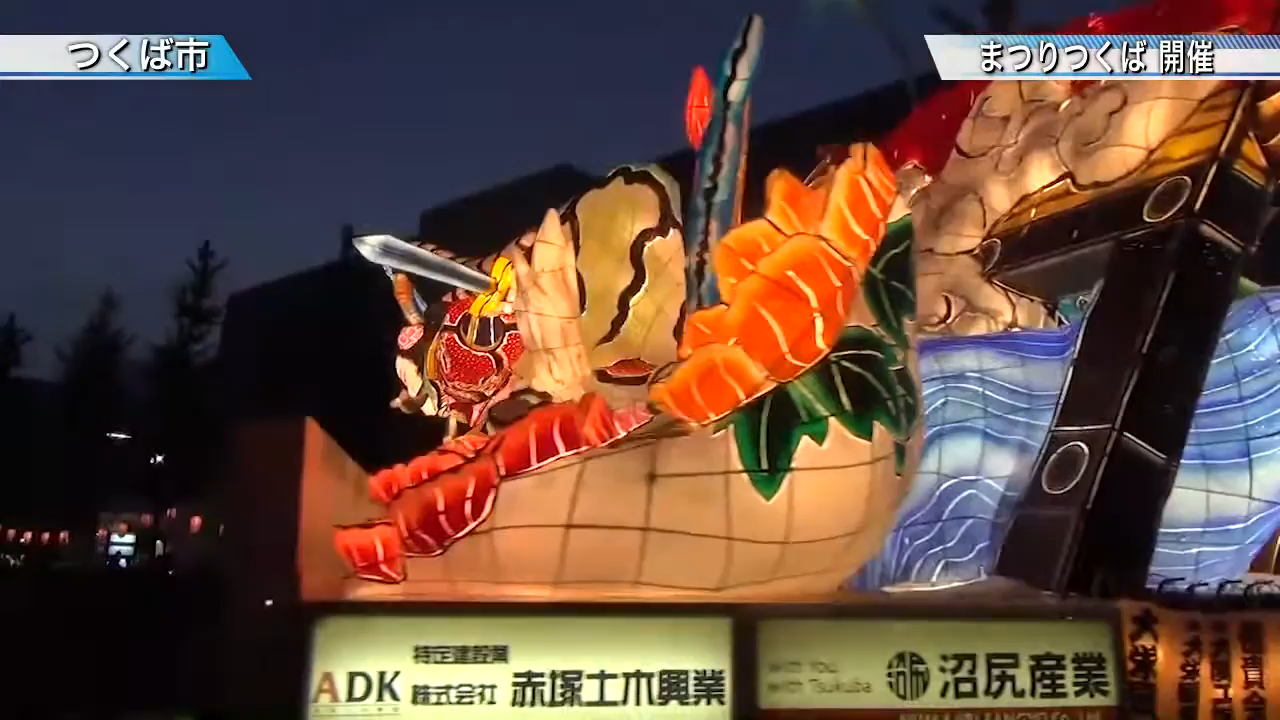 つくば市
まつりつくば 開催
ADK
特定建設業
株式会社 赤塚土木興業
with You
with Tsukuba
沼尻産業